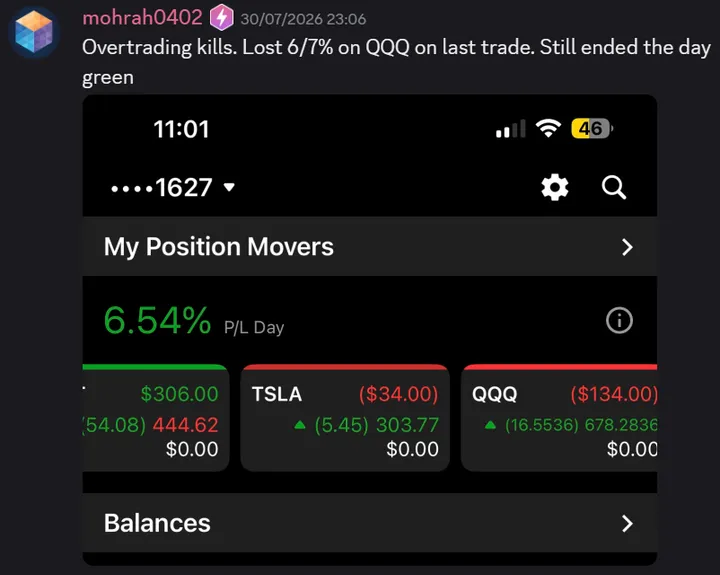 mohrah0402 30/07/2026 23:06
Overtrading kills. Lost 6/7% on QQQ on last trade. Still ended the day
green
11:01 46
••••1627
My Position Movers
6.54% P/L Day
$306.00 TSLA ($34.00) QQQ ($134.00)
(54.08) 444.62 (5.45) 303.77 (16.5536) 678.2836
$0.00 $0.00 $0.00
Balances